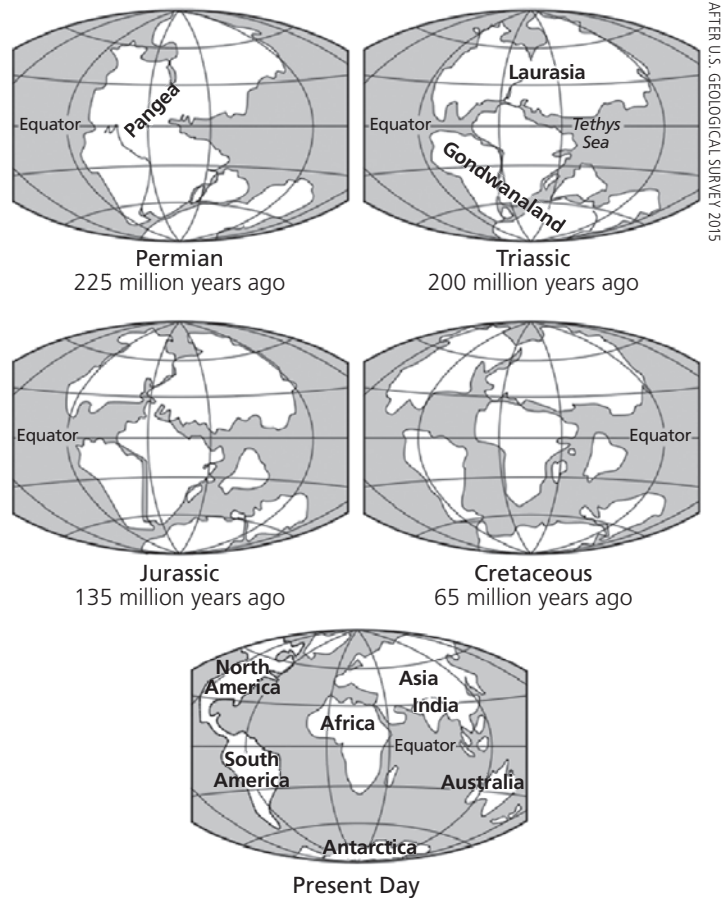 AFTER U.S. GEOLOGICAL SURVEY 2015
Equator
Pangea
Permian
225 million years ago
Laurasia
Equator
Tethys
Sea
Gondwanaland
Triassic
200 million years ago
Equator
Jurassic
135 million years ago
Equator
Cretaceous
65 million years ago
North
America
Asia
India
Africa
Equator
South
America
Australia
Antarctica
Present Day